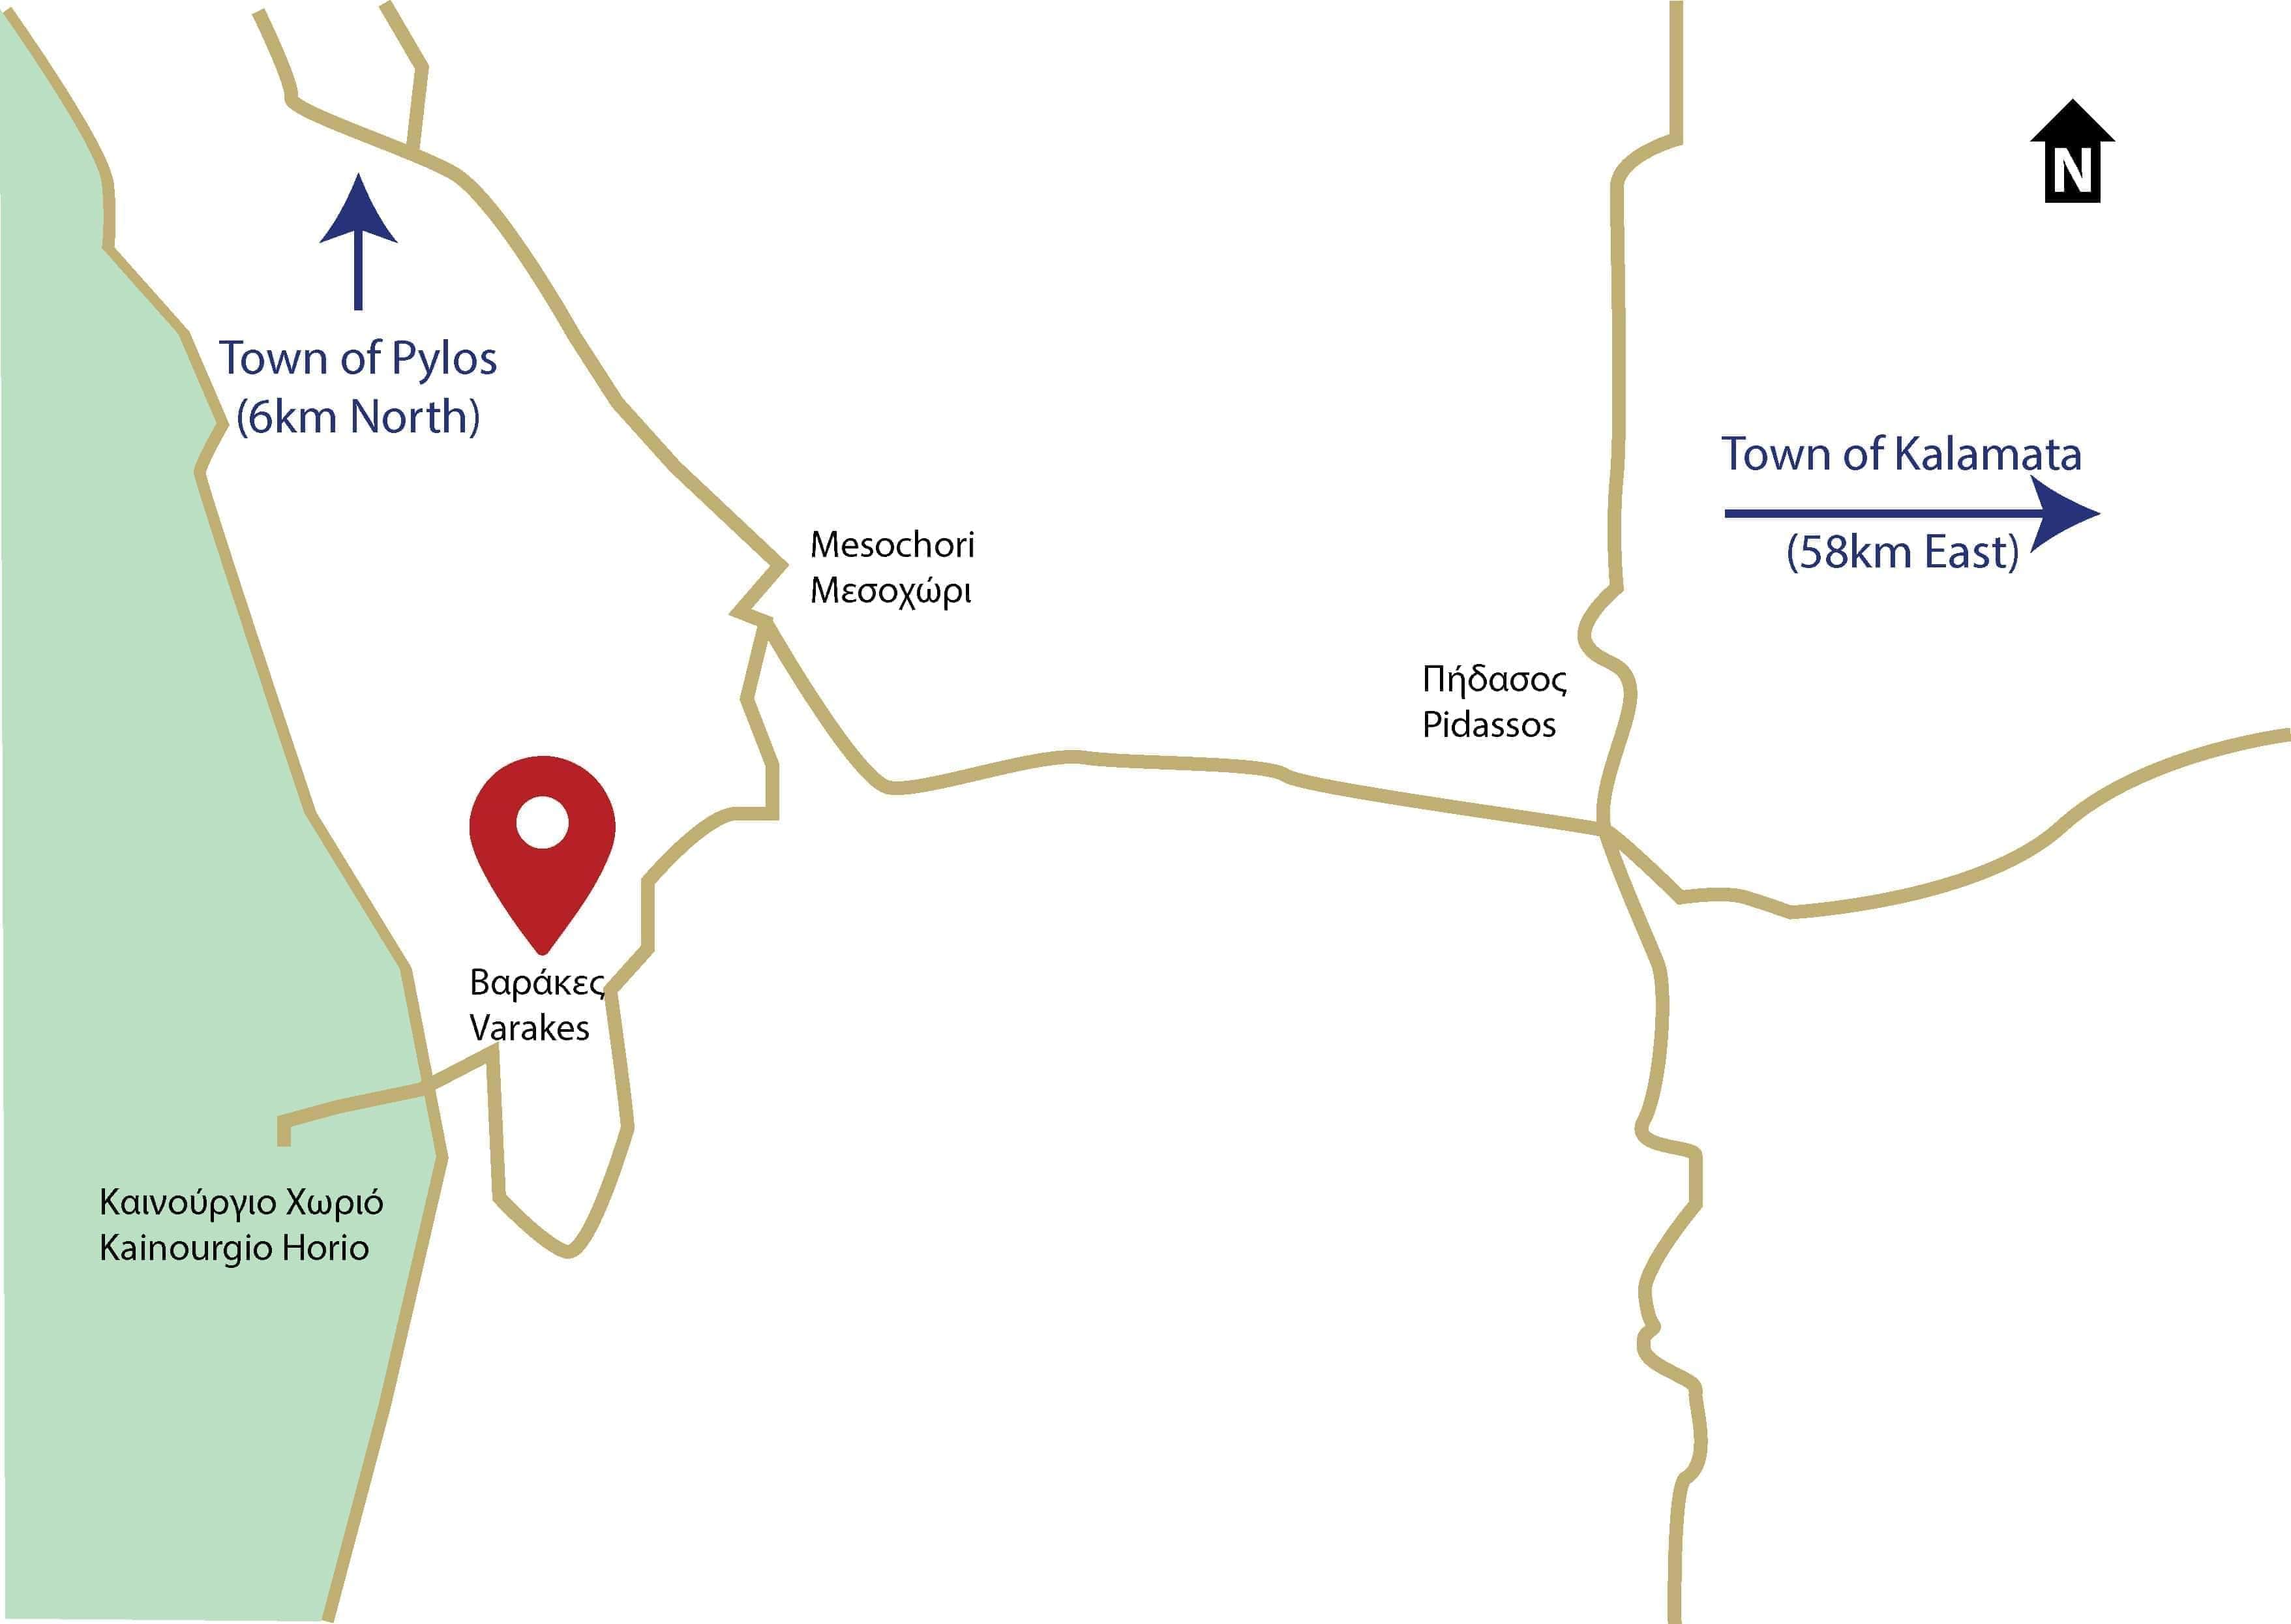 N
Town of Pylos
(6km North)
Town of Kalamata
(58km East)
Mesochori
Μεσοχώρι
Πήδασος
Pidassos
Βαράκες
Varakes
Καινούργιο Χωριό
Kainourgio Horio